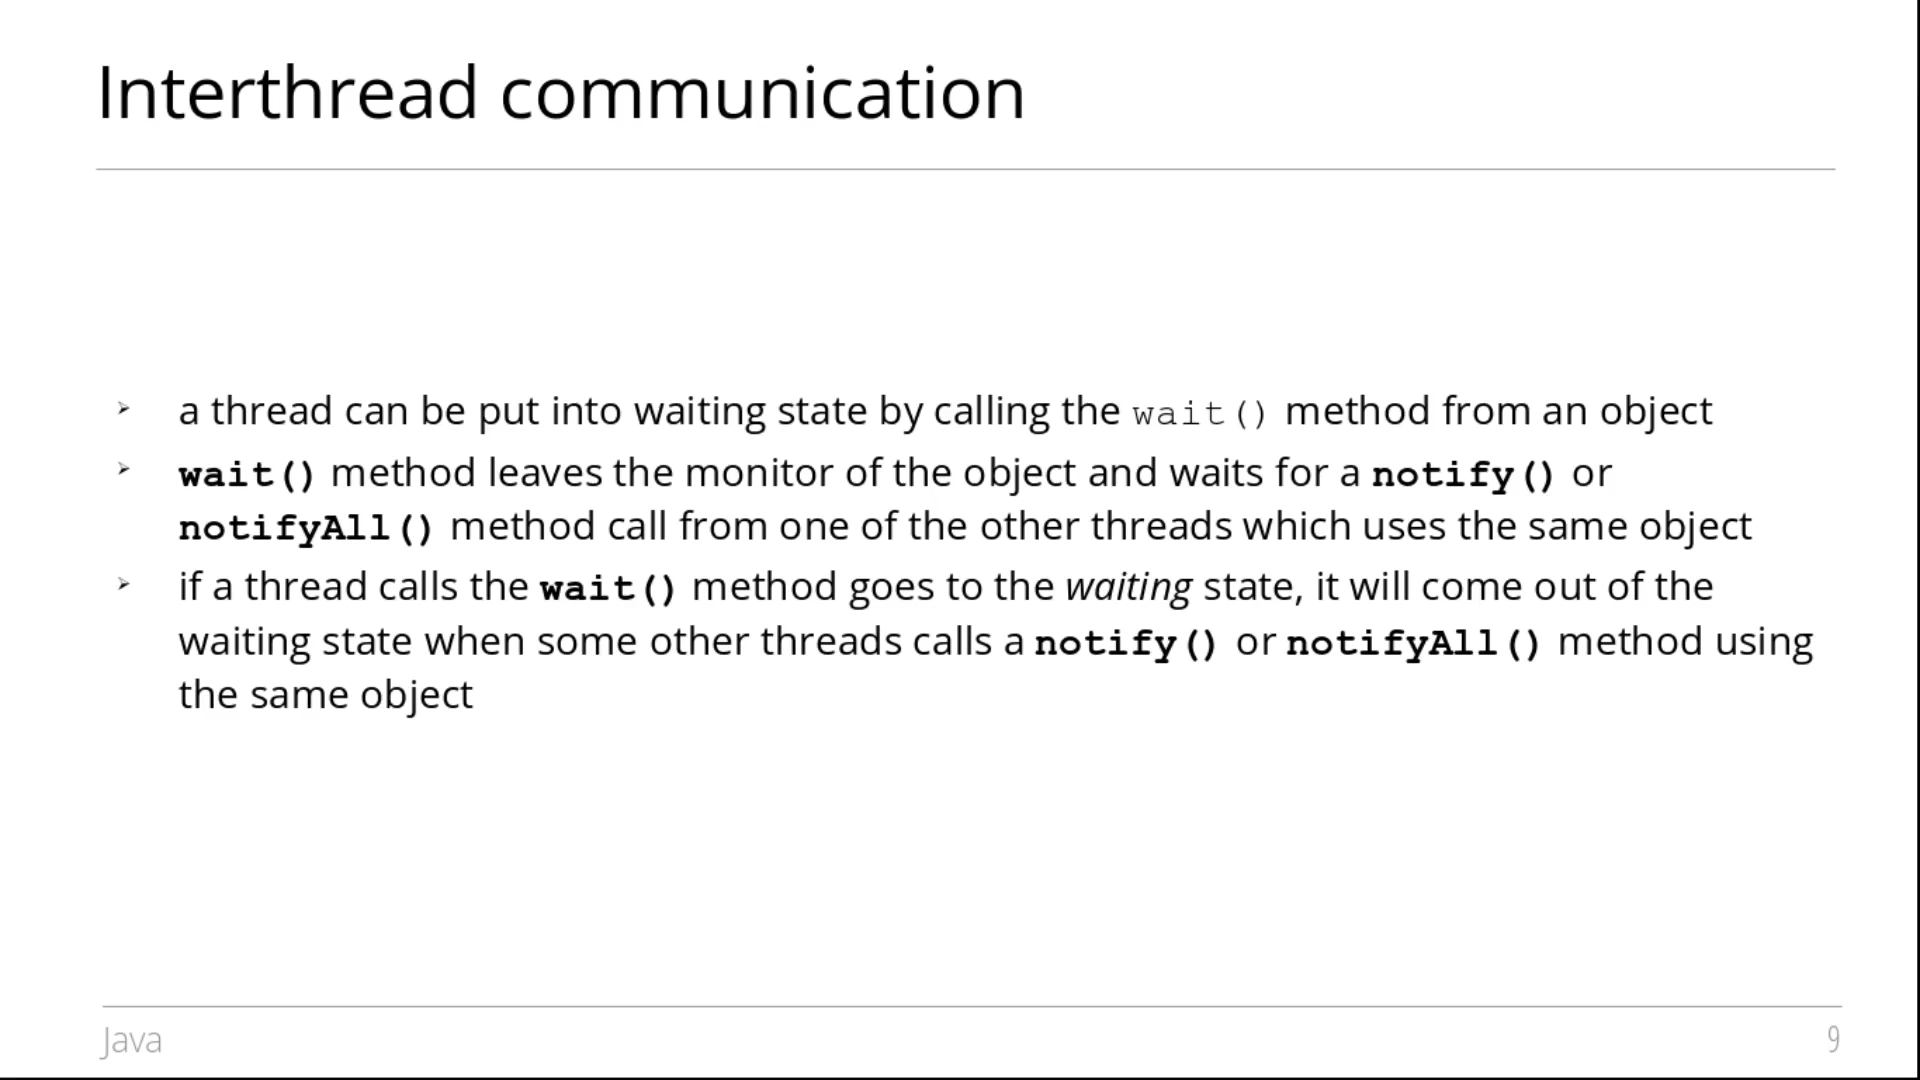 Interthread communication
➢ a thread can be put into waiting state by calling the wait() method from an object
➢ wait() method leaves the monitor of the object and waits for a notify() or
notifyAll() method call from one of the other threads which uses the same object
➢ if a thread calls the wait() method goes to the waiting state, it will come out of the
waiting state when some other threads calls a notify() or notifyAll() method using
the same object
Java
9